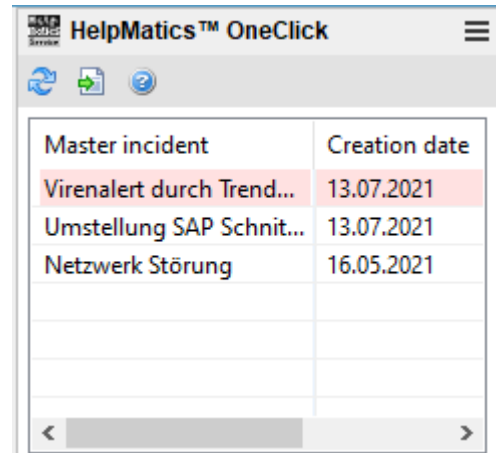 HelpMatics™ OneClick
Master incident Creation date
Virenalert durch Trend... 13.07.2021
Umstellung SAP Schnit... 13.07.2021
Netzwerk Störung 16.05.2021